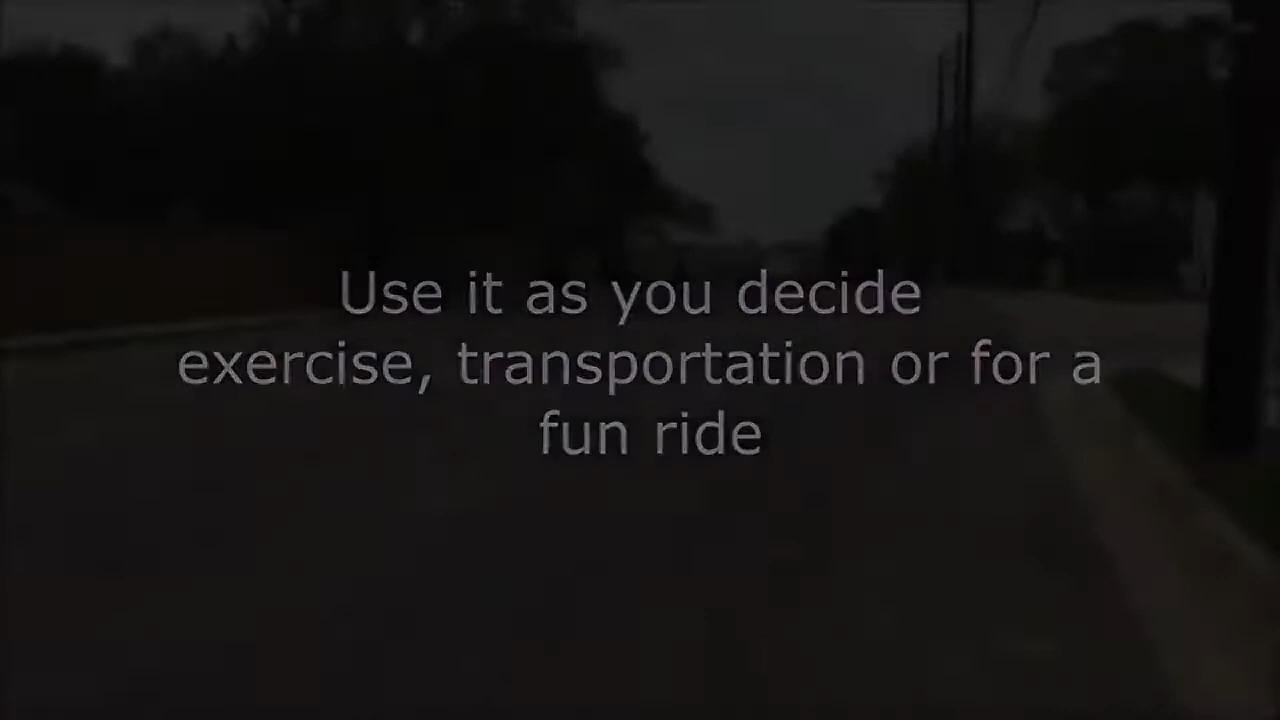 Use it as you decide
exercise, transportation or for a
fun ride